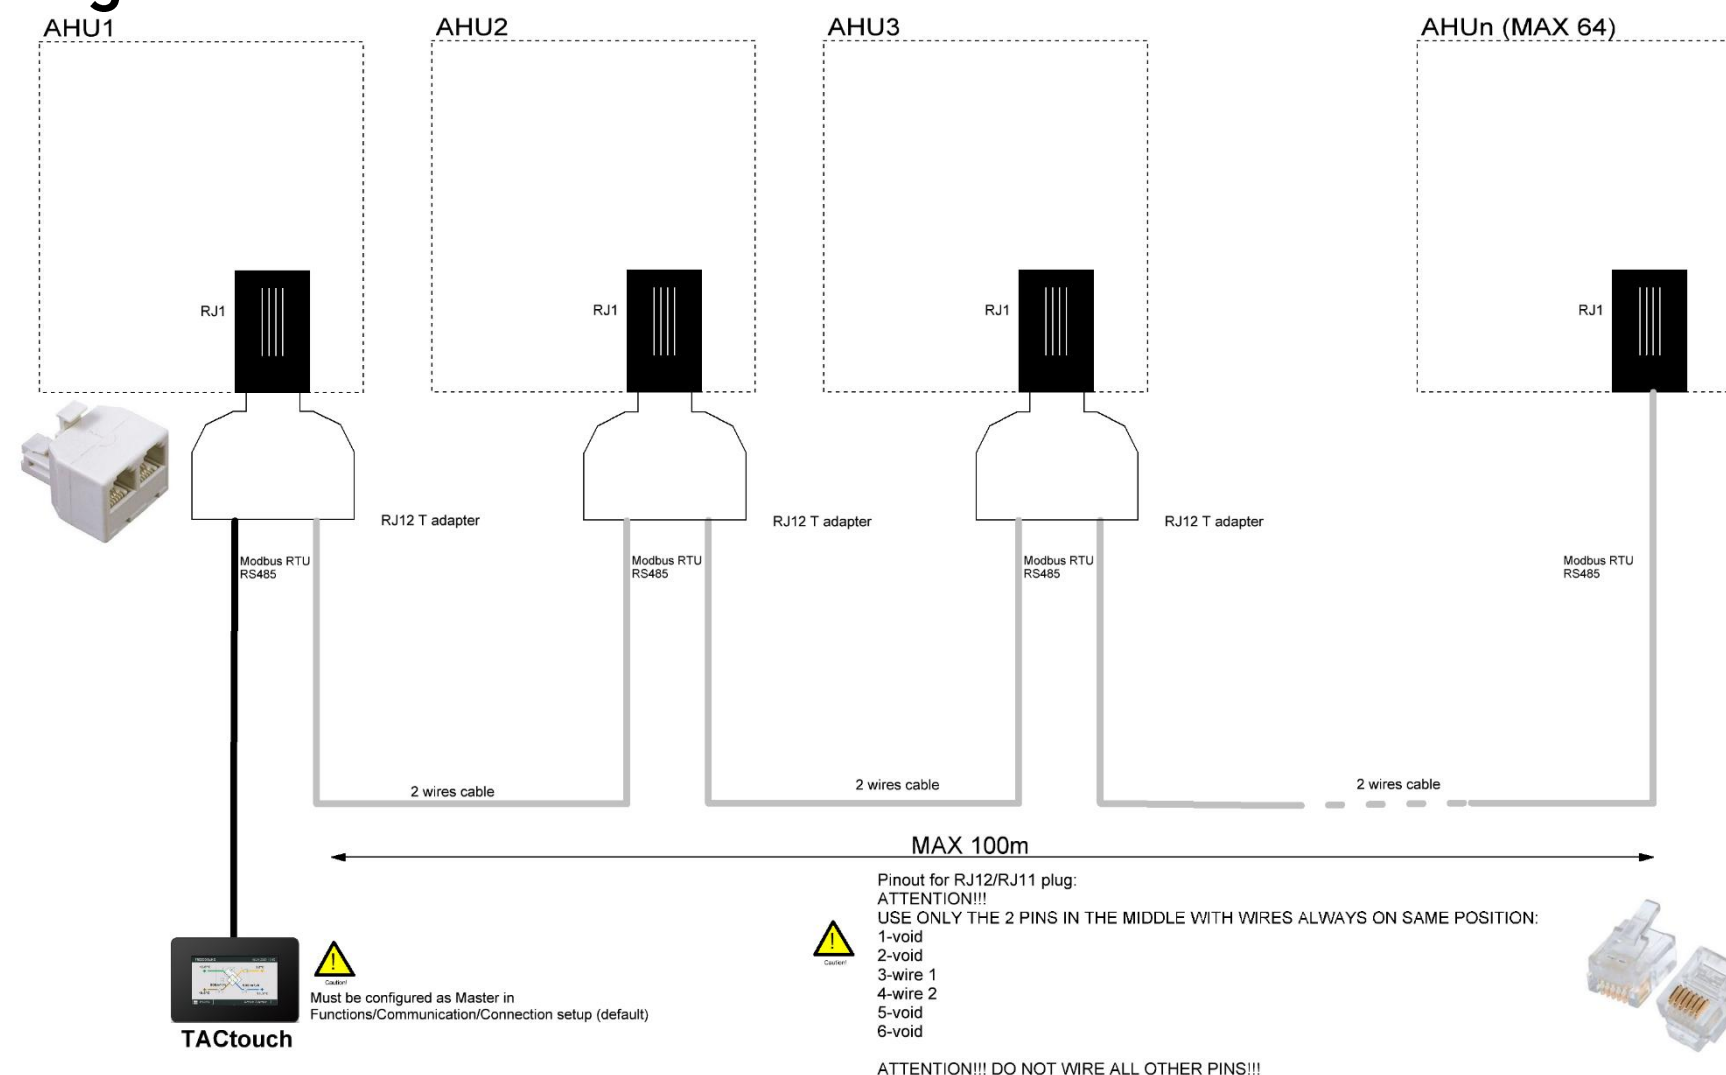 AHU1
AHU2
AHU3
AHUn (MAX 64)
RJ1
RJ1
RJ1
RJ1
RJ12 T adapter
RJ12 T adapter
RJ12 T adapter
Modbus RTU
RS485
Modbus RTU
RS485
Modbus RTU
RS485
Modbus RTU
RS485
2 wires cable
2 wires cable
2 wires cable
MAX 100m
Pinout for RJ12/RJ11 plug:
ATTENTION!!!
USE ONLY THE 2 PINS IN THE MIDDLE WITH WIRES ALWAYS ON SAME POSITION:
1-void
2-void
3-wire 1
4-wire 2
5-void
6-void
ATTENTION!!! DO NOT WIRE ALL OTHER PINS!!!
!
Caution!
!
Caution!
Must be configured as Master in
Functions/Communication/Connection setup (default)
TACtouch